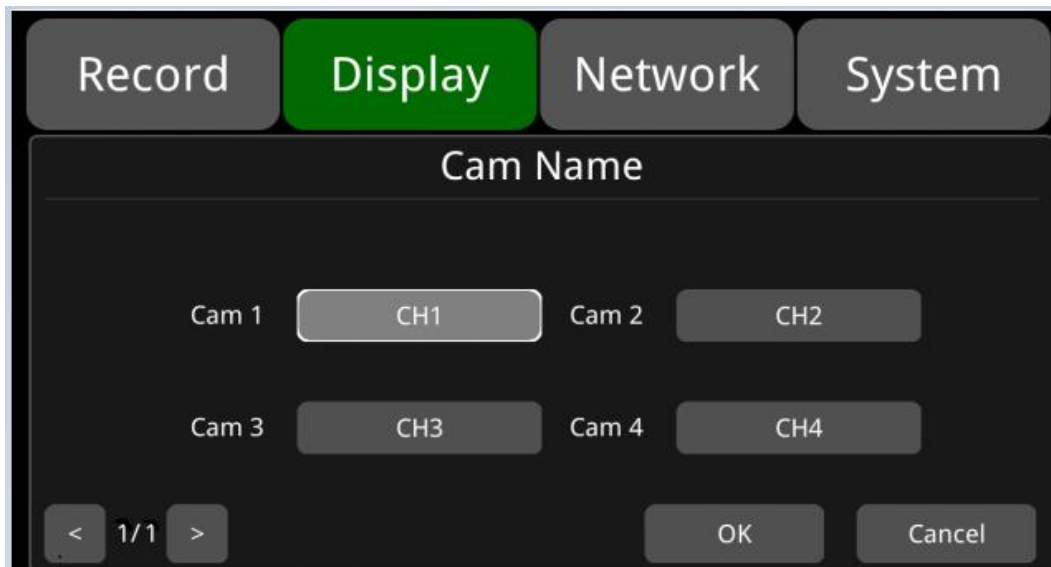 Record Display Network System
Cam Name
Cam 1 CH1 Cam 2 CH2
Cam 3 CH3 Cam 4 CH4
< 1/1 > OK Cancel